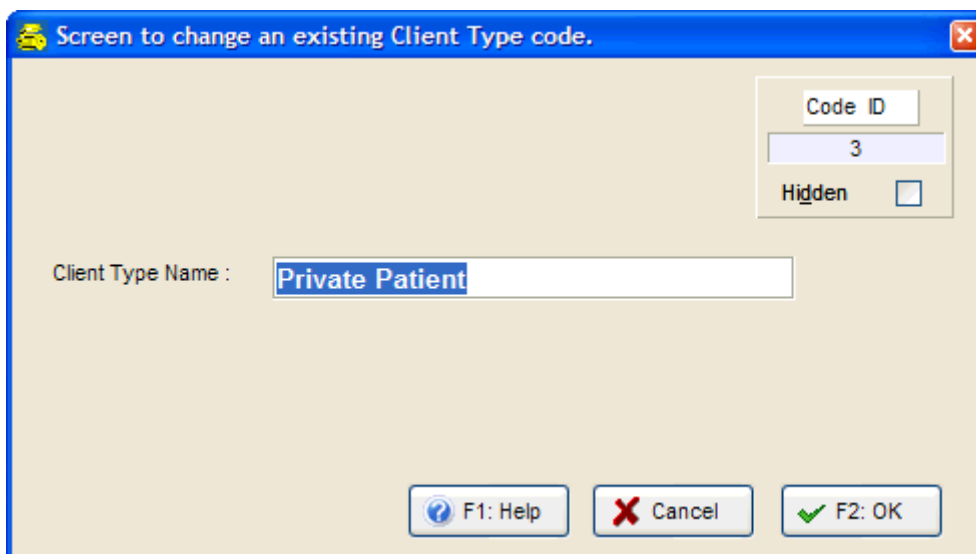 Screen to change an existing Client Type code.
Code ID
3
Hidden
Client Type Name :
Private Patient
F1: Help
Cancel
F2: OK